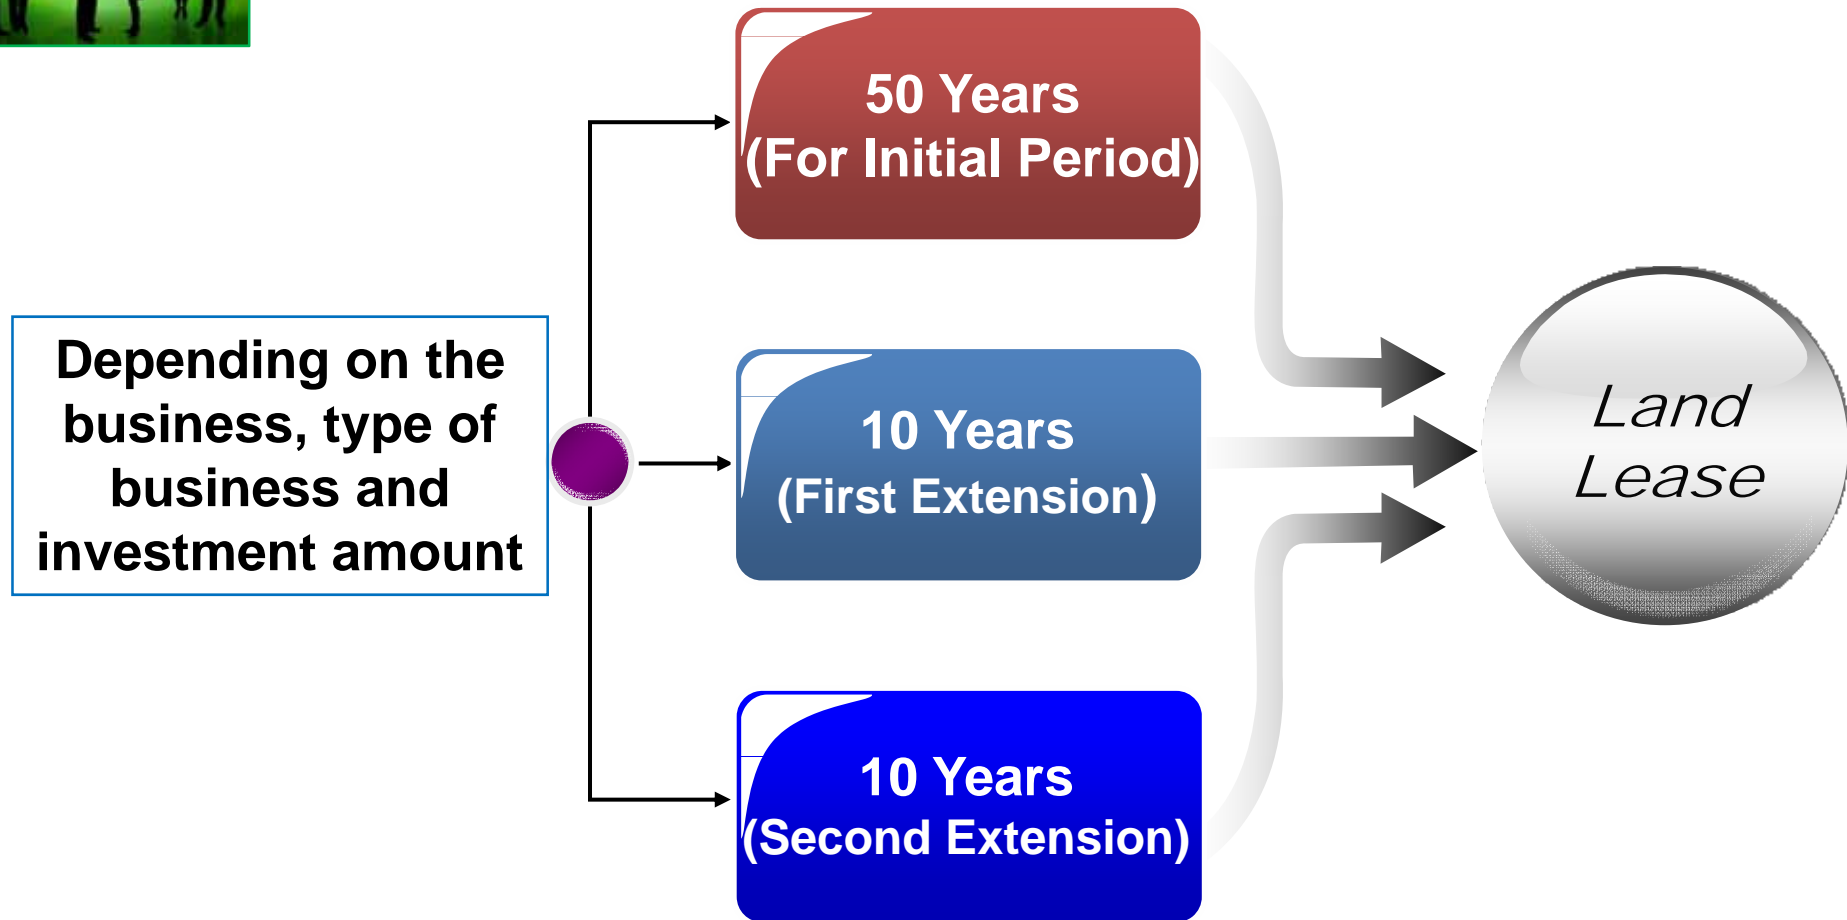 50 Years
(For Initial Period)
Depending on the
business, type of
business and
investment amount
10 Years
(First Extension)
Land
Lease
10 Years
(Second Extension)